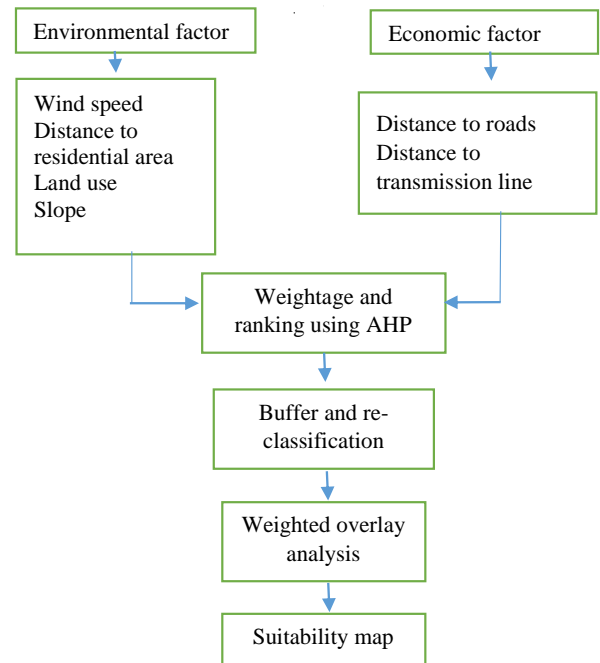 Environmental factor
Economic factor
Wind speed
Distance to
residential area
Land use
Slope
Distance to roads
Distance to
transmission line
Weightage and
ranking using AHP
Buffer and re-
classification
Weighted overlay
analysis
Suitability map